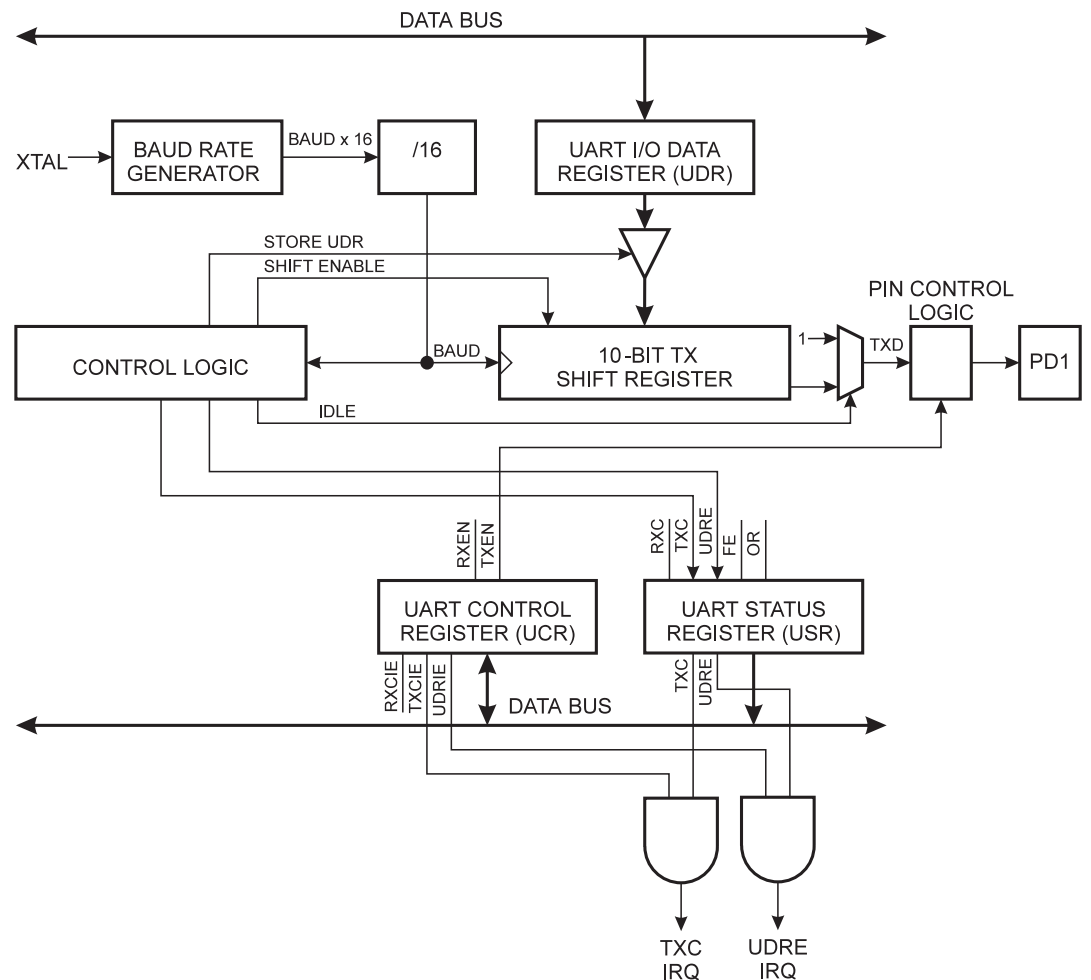 DATA BUS
XTAL
BAUD RATE
GENERATOR
BAUD x 16
/16
UART I/O DATA
REGISTER (UDR)
STORE UDR
SHIFT ENABLE
PIN CONTROL
LOGIC
CONTROL LOGIC
BAUD
10-BIT TX
SHIFT REGISTER
1
TXD
PD1
IDLE
RXEN
TXEN
RXC
TXC
UDRE
FE
OR
UART CONTROL
REGISTER (UCR)
UART STATUS
REGISTER (USR)
RXCIE
TXCIE
UDRIE
TXC
UDRE
DATA BUS
TXC
IRQ
UDRE
IRQ